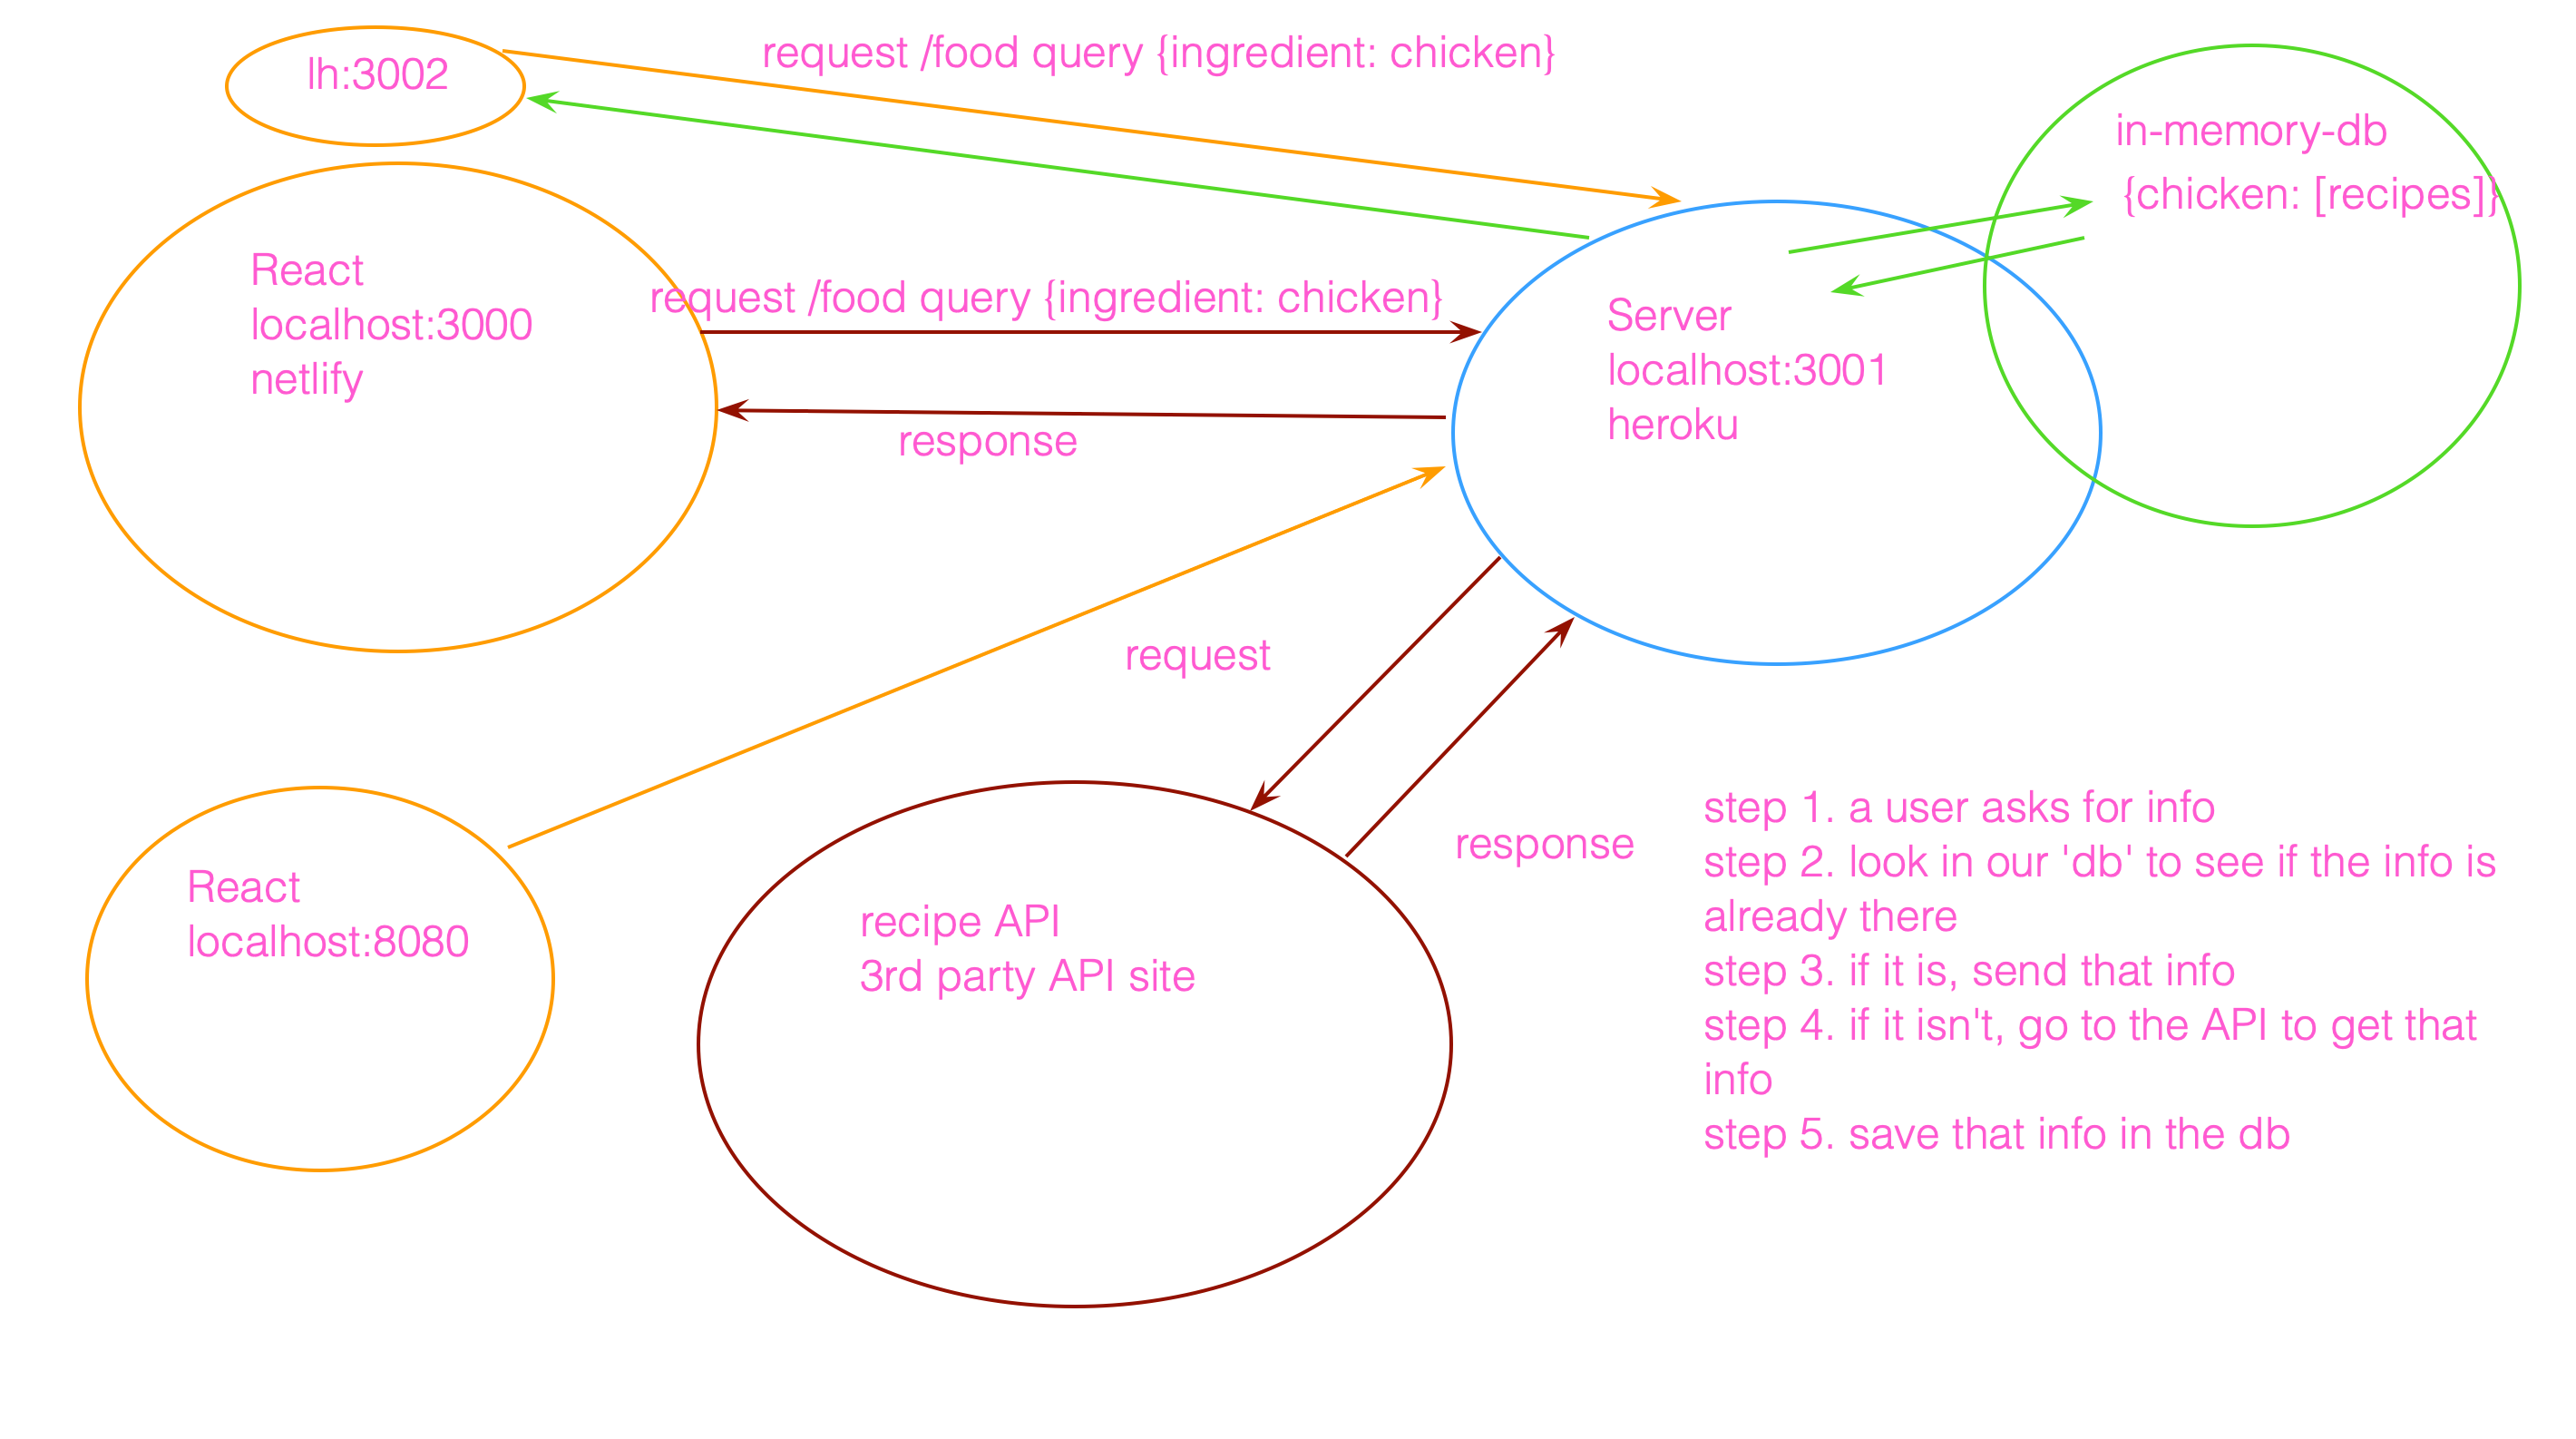 lh:3002
request /food query {ingredient: chicken}
in-memory-db
{chicken: [recipes]}
React
localhost:3000
netlify
request /food query {ingredient: chicken}
response
Server
localhost:3001
heroku
request
response
React
localhost:8080
recipe API
3rd party API site
step 1. a user asks for info
step 2. look in our 'db' to see if the info is
already there
step 3. if it is, send that info
step 4. if it isn't, go to the API to get that
info
step 5. save that info in the db